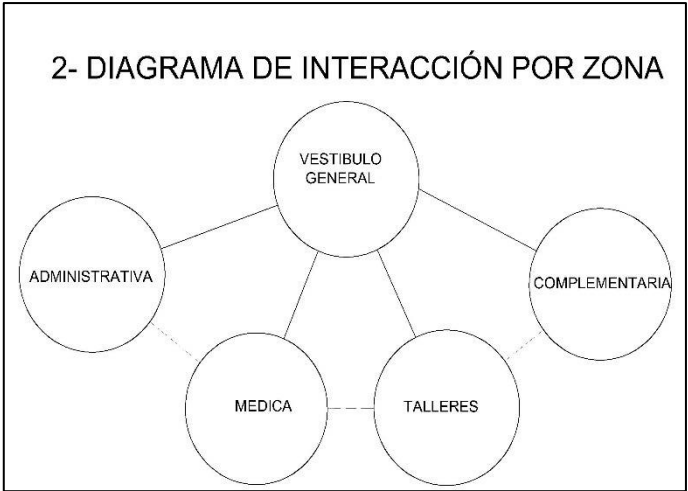 2- DIAGRAMA DE INTERACCIÓN POR ZONA
VESTIBULO
GENERAL
ADMINISTRATIVA
COMPLEMENTARIA
MEDICA
TALLERES